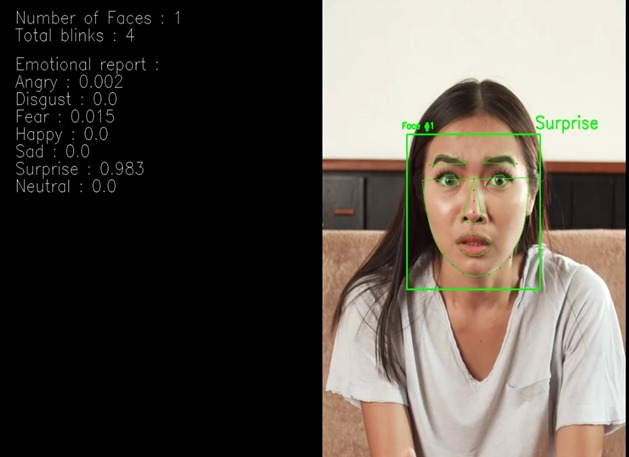 Number of Faces : 1
Total blinks : 4
Emotional report :
Angry : 0.002
Disgust : 0.0
Fear : 0.015
Happy : 0.0
Sad : 0.0
Surprise : 0.983
Neutral : 0.0
Face #1
Surprise